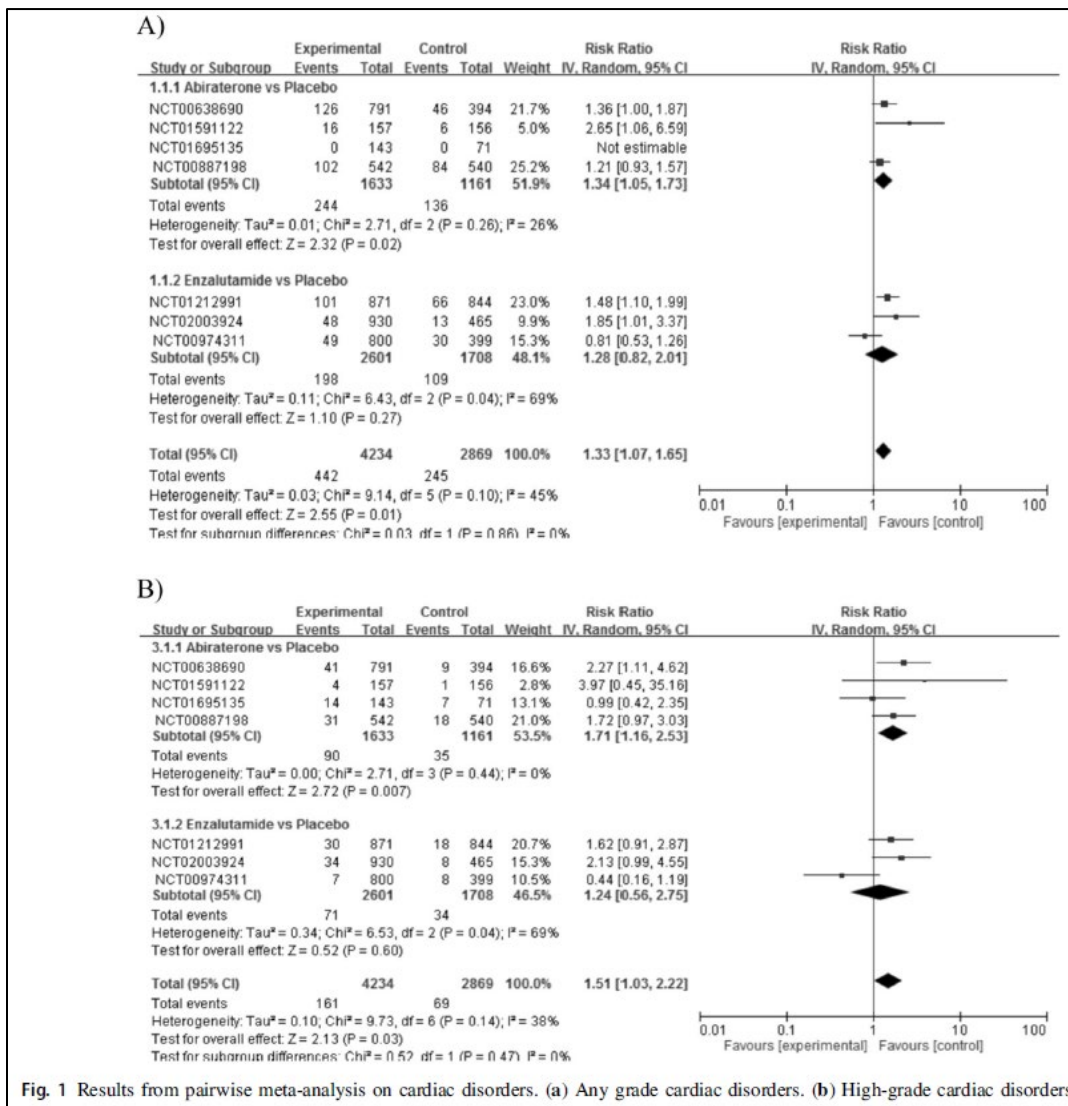 A)
Experimental Control Risk Ratio Risk Ratio
Study or Subgroup Events Total Events Total Weight IV, Random, 95% CI IV, Random, 95% CI
1.1.1 Abiraterone vs Placebo
NCT00638690 126 791 46 394 21.7% 1.36 [1.00, 1.87]
NCT01591122 16 157 6 156 5.0% 2.65 [1.06, 6.59]
NCT01695135 0 143 0 71 Not estimable
NCT00887198 102 542 84 540 25.2% 1.21 [0.93, 1.57]
Subtotal (95% CI) 1633 1161 51.9% 1.34 [1.05, 1.73]
Total events 244 136
Heterogeneity: Tau² = 0.01; Chi² = 2.71, df = 2 (P = 0.26); I² = 26%
Test for overall effect: Z = 2.32 (P = 0.02)
1.1.2 Enzalutamide vs Placebo
NCT01212991 101 871 66 844 23.0% 1.48 [1.10, 1.99]
NCT02003924 48 930 13 465 9.9% 1.85 [1.01, 3.37]
NCT00974311 49 800 30 399 15.3% 0.81 [0.53, 1.26]
Subtotal (95% CI) 2601 1708 48.1% 1.28 [0.82, 2.01]
Total events 198 109
Heterogeneity: Tau² = 0.11; Chi² = 6.43, df = 2 (P = 0.04); I² = 69%
Test for overall effect: Z = 1.10 (P = 0.27)
Total (95% CI) 4234 2869 100.0% 1.33 [1.07, 1.65]
Total events 442 245
Heterogeneity: Tau² = 0.03; Chi² = 9.14, df = 5 (P = 0.10); I² = 45%
Test for overall effect: Z = 2.55 (P = 0.01)
Test for subgroup differences: Chi² = 0.03, df = 1 (P = 0.86), I² = 0%
0.01 0.1 1 10 100
Favours [experimental] Favours [control]
B)
Experimental Control Risk Ratio Risk Ratio
Study or Subgroup Events Total Events Total Weight IV, Random, 95% CI IV, Random, 95% CI
3.1.1 Abiraterone vs Placebo
NCT00638690 41 791 9 394 16.6% 2.27 [1.11, 4.62]
NCT01591122 4 157 1 156 2.8% 3.97 [0.45, 35.16]
NCT01695135 14 143 7 71 13.1% 0.99 [0.42, 2.35]
NCT00887198 31 542 18 540 21.0% 1.72 [0.97, 3.03]
Subtotal (95% CI) 1633 1161 53.5% 1.71 [1.16, 2.53]
Total events 90 35
Heterogeneity: Tau² = 0.00; Chi² = 2.71, df = 3 (P = 0.44); I² = 0%
Test for overall effect: Z = 2.72 (P = 0.007)
3.1.2 Enzalutamide vs Placebo
NCT01212991 30 871 18 844 20.7% 1.62 [0.91, 2.87]
NCT02003924 34 930 8 465 15.3% 2.13 [0.99, 4.55]
NCT00974311 7 800 8 399 10.5% 0.44 [0.16, 1.19]
Subtotal (95% CI) 2601 1708 46.5% 1.24 [0.56, 2.75]
Total events 71 34
Heterogeneity: Tau² = 0.34; Chi² = 6.53, df = 2 (P = 0.04); I² = 69%
Test for overall effect: Z = 0.52 (P = 0.60)
Total (95% CI) 4234 2869 100.0% 1.51 [1.03, 2.22]
Total events 161 69
Heterogeneity: Tau² = 0.10; Chi² = 9.73, df = 6 (P = 0.14); I² = 38%
Test for overall effect: Z = 2.13 (P = 0.03)
Test for subgroup differences: Chi² = 0.52, df = 1 (P = 0.47), I² = 0%
0.01 0.1 1 10 100
Favours [experimental] Favours [control]
Fig. 1 Results from pairwise meta-analysis on cardiac disorders. (a) Any grade cardiac disorders. (b) High-grade cardiac disorders